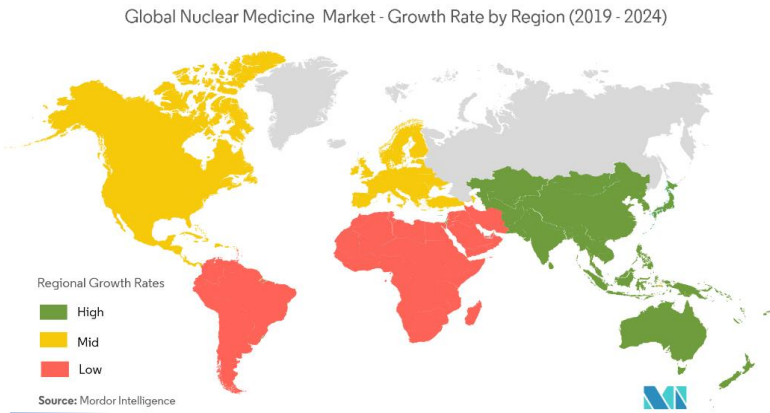 Global Nuclear Medicine Market - Growth Rate by Region (2019 - 2024)
Regional Growth Rates
High
Mid
Low
Source: Mordor Intelligence